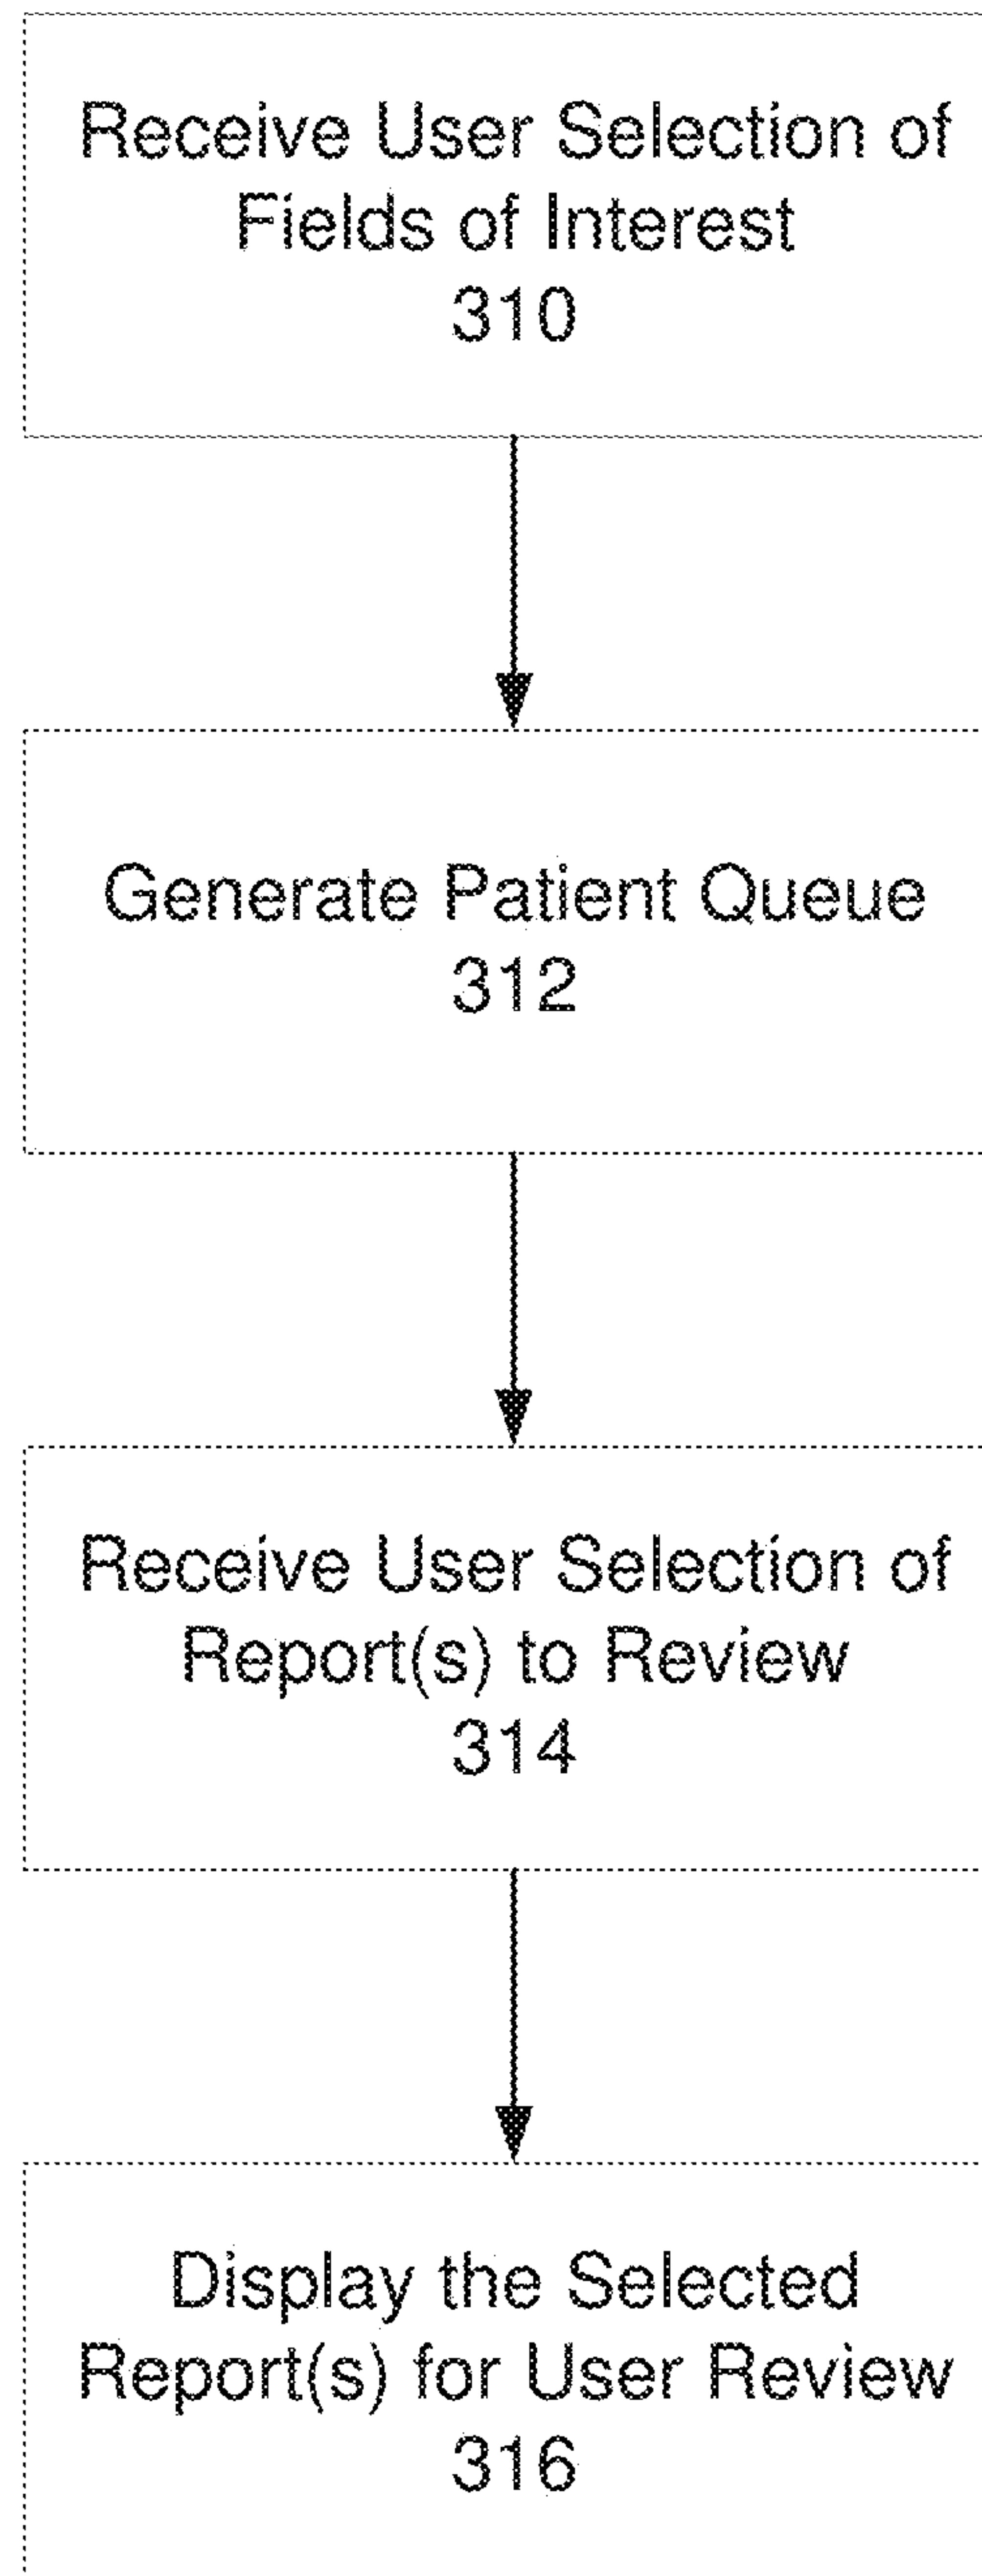 Receive User Selection of
Fields of Interest
310
Generate Patient Queue
312
Receive User Selection of
Report(s) to Review
314
Display the Selected
Report(s) for User Review
316